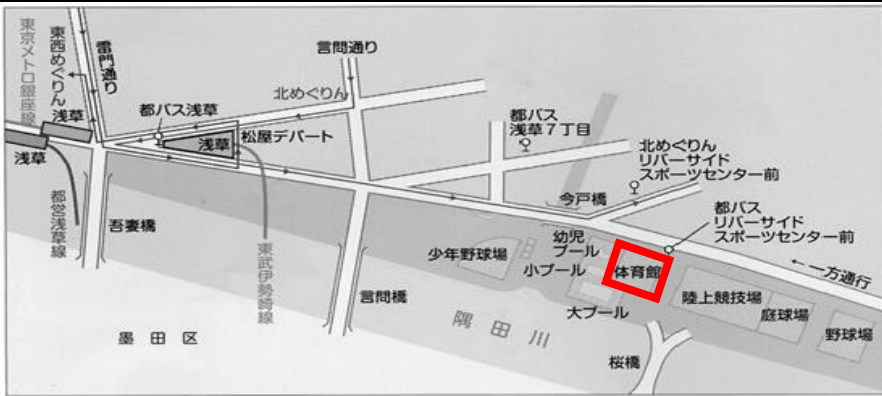 東京メトロ銀座線
東西めぐりん
雷門通り
言問通り
北めぐりん
都バス浅草
松屋デパート
浅草
浅草
浅草
都営浅草線
吾妻橋
東武伊勢崎線
言問橋
墨田区
隅田川
都バス
浅草7丁目
北めぐりん
リバーサイド
スポーツセンター前
今戸橋
都バス
リバーサイド
スポーツセンター前
←一方通行
少年野球場
幼児
プール
小プール
大プール
体育館
陸上競技場
庭球場
野球場
桜橋